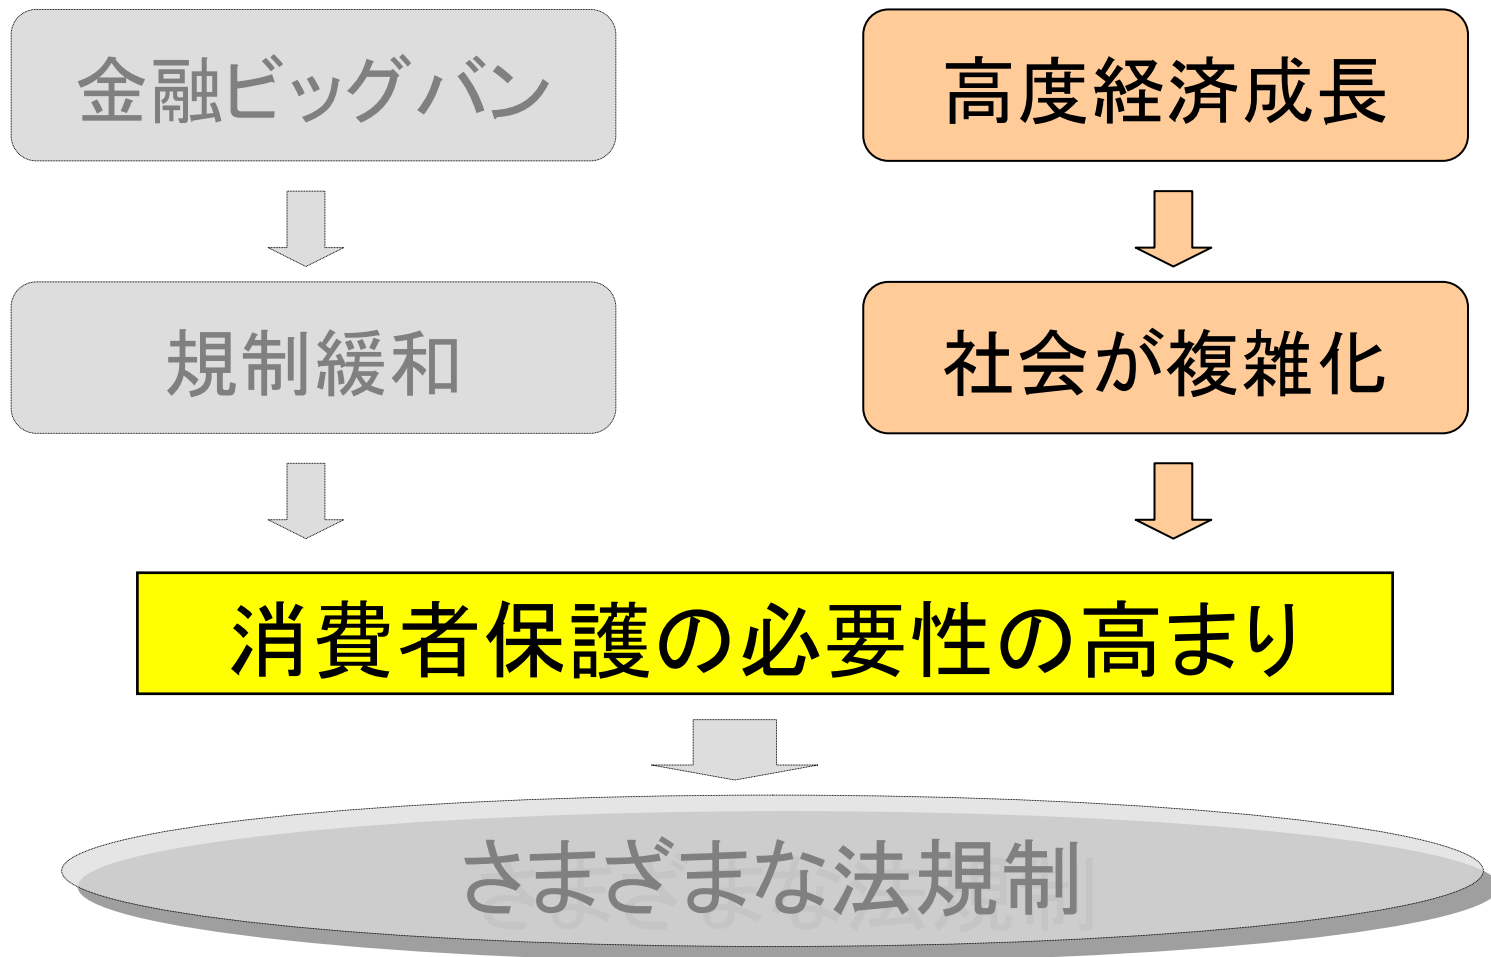 金融ビッグバン
高度経済成長
規制緩和
社会が複雑化
消費者保護の必要性の高まり
さまざまな法規制